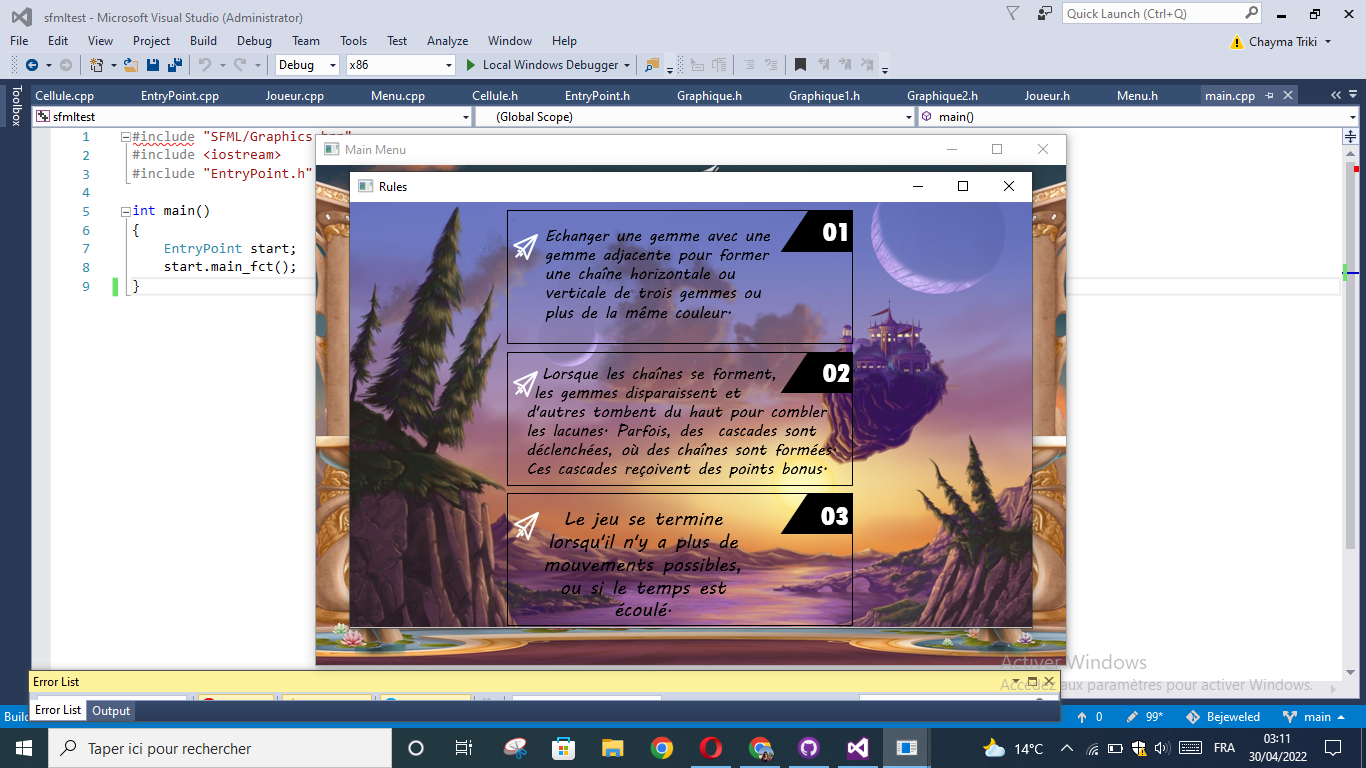 sfmltest - Microsoft Visual Studio (Administrator)
Quick Launch (Ctrl+Q)
File Edit View Project Build Debug Team Tools Test Analyze Window Help
Chayma Triki
Debug x86 Local Windows Debugger
Toolbox
Cellule.cpp EntryPoint.cpp Joueur.cpp Menu.cpp Cellule.h EntryPoint.h Graphique.h Graphique1.h Graphique2.h Joueur.h Menu.h main.cpp
sfmltest (Global Scope) main()
1 #include "SFML/Graphics.hpp"
2 #include <iostream>
3 #include "EntryPoint.h"
4
5 int main()
6 {
7 EntryPoint start;
8 start.main_fct();
9 }
Main Menu
Rules
01
Echanger une gemme avec une
gemme adjacente pour former
une chaîne horizontale ou
verticale de trois gemmes ou
plus de la même couleur.
02
Lorsque les chaînes se forment,
les gemmes disparaissent et
d'autres tombent du haut pour combler
les lacunes. Parfois, des cascades sont
déclenchées, où des chaînes sont formées.
Ces cascades reçoivent des points bonus.
03
Le jeu se termine
lorsqu'il n'y a plus de
mouvements possibles,
ou si le temps est
écoulé.
Activer Windows
Accédez aux paramètres pour activer Windows.
Error List
Error List Output
0 99* Bejeweled main
Taper ici pour rechercher
14°C FRA
03:11
30/04/2022